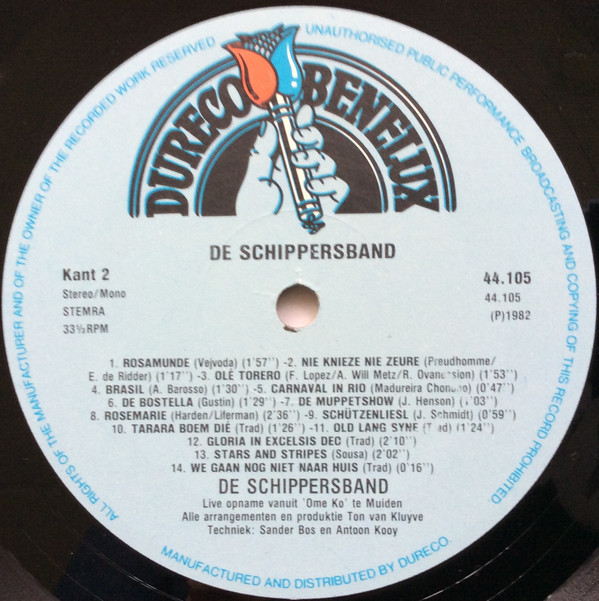 DURECO BENELUX
UNAUTHORISED PUBLIC PERFORMANCE BROADCASTING AND COPYING OF THIS RECORD PROHIBITED
ALL RIGHTS OF THE MANUFACTURER AND OF THE OWNER OF THE RECORDED WORK RESERVED
DE SCHIPPERSBAND
Kant 2
Stereo/Mono
STEMRA
33⅓ RPM
44.105
44.105
(P)1982
1. ROSAMUNDE (Vejvoda) (1'57'') -2. NIE KNIEZE NIE ZEURE (Preudhomme/
E. de Ridder) (1'17'') -3. OLÉ TORERO (F. Lopez/A. Will Metz/R. (1'53'')
4. BRASIL (A. Barosso) (1'30'') -5. CARNAVAL IN RIO (Madureira (0'47'')
6. DE BOSTELLA (Gustin) (1'29'') -7. DE MUPPETSHOW (J. Henson)
8. ROSEMARIE (Harden/Liferman) (2'36'') -9. SCHÜTZENLIESL (J. Schmidt) (0'59'')
10. TARARA BOEM DIÉ (Trad) (1'26'') -11. OLD LANG SYNE (1'24'')
12. GLORIA IN EXCELSIS DEC (Trad) (2'10'')
13. STARS AND STRIPES (Sousa) (2'02'')
14. WE GAAN NOG NIET NAAR HUIS (Trad) (0'16'')
DE SCHIPPERSBAND
Live opname vanuit 'Ome Ko' te Muiden
Alle arrangementen en produktie Ton van Kluyve
Techniek: Sander Bos en Antoon Kooy
MANUFACTURED AND DISTRIBUTED BY DURECO